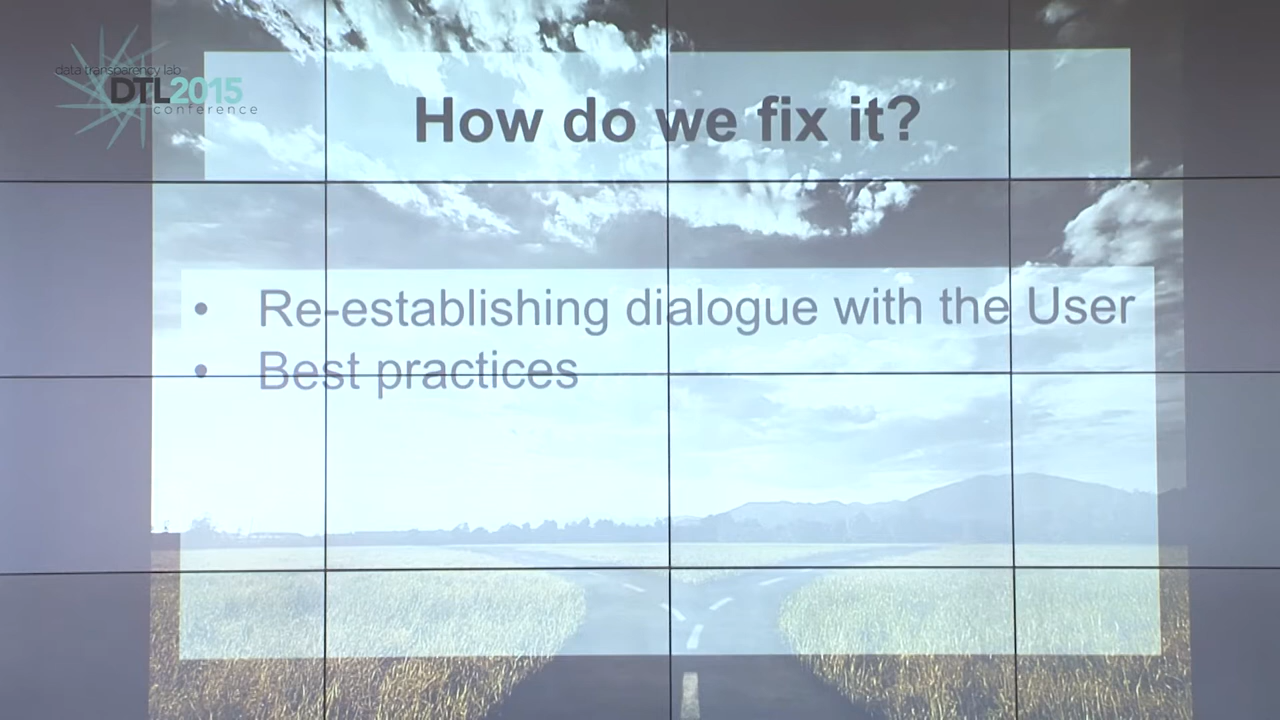 data transparency lab
DTL2015
conference
How do we fix it?
• Re-establishing dialogue with the User
• Best practices